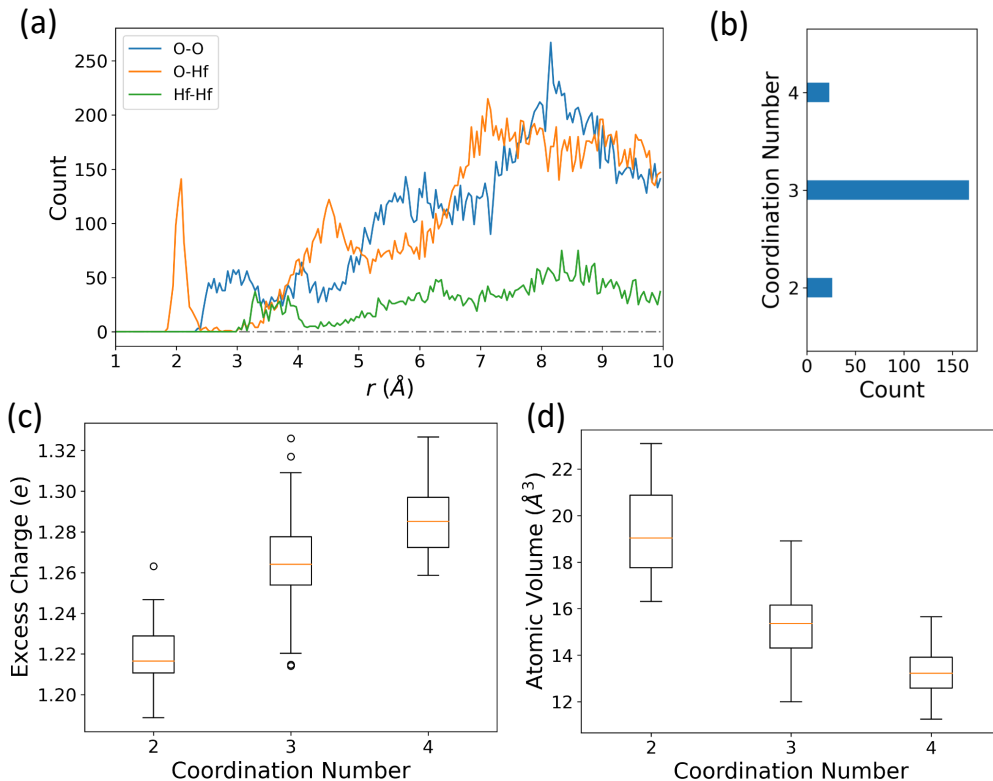 (a)
250
200
150
100
50
0
Count
O-O
O-Hf
Hf-Hf
1 2 3 4 5 6 7 8 9 10
r (Å)
(b)
4
3
2
Coordination Number
0 50 100 150
Count
(c)
1.32
1.30
1.28
1.26
1.24
1.22
1.20
Excess Charge (e)
2 3 4
Coordination Number
(d)
22
20
18
16
14
12
Atomic Volume (Å³)
2 3 4
Coordination Number